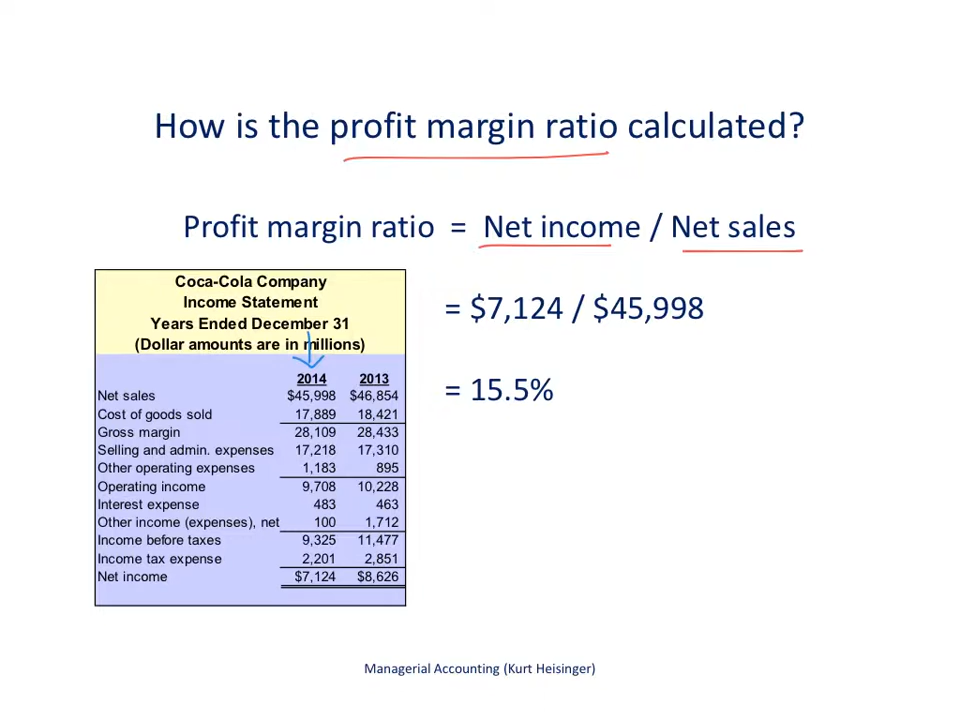 How is the profit margin ratio calculated?
Profit margin ratio = Net income / Net sales
Coca-Cola Company
Income Statement
Years Ended December 31
(Dollar amounts are in millions)
= $7,124 / $45,998
= 15.5%
2014 2013
Net sales $45,998 $46,854
Cost of goods sold 17,889 18,421
Gross margin 28,109 28,433
Selling and admin. expenses 17,218 17,310
Other operating expenses 1,183 895
Operating income 9,708 10,228
Interest expense 483 463
Other income (expenses), net 100 1,712
Income before taxes 9,325 11,477
Income tax expense 2,201 2,851
Net income $7,124 $8,626
Managerial Accounting (Kurt Heisinger)